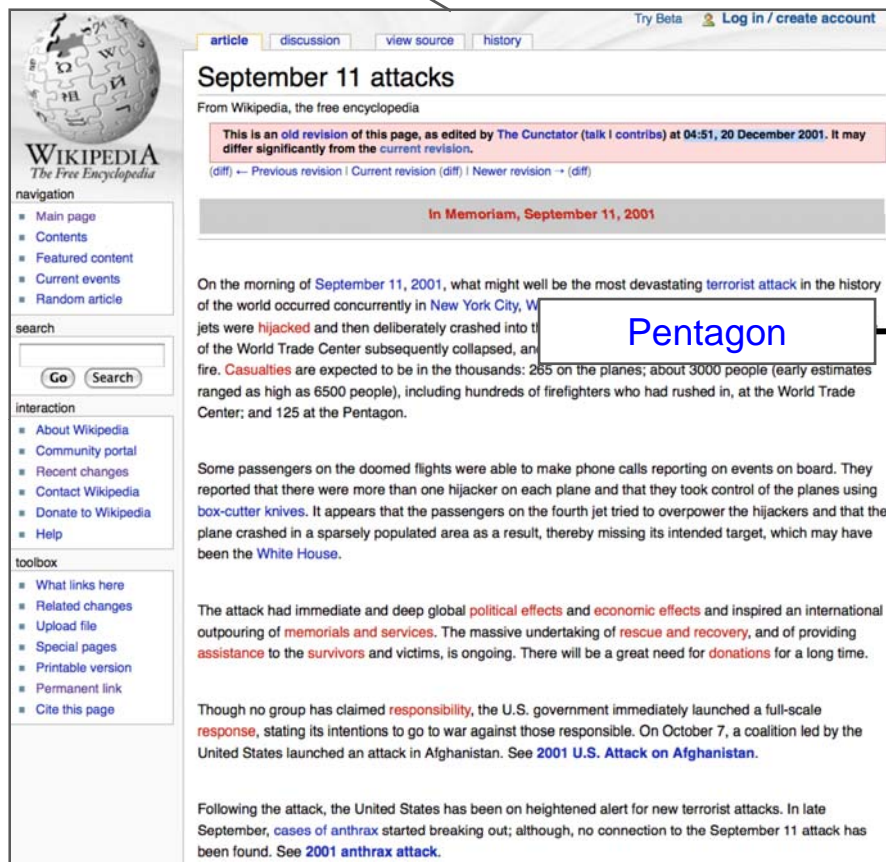 Try Beta Log in / create account
article discussion view source history
September 11 attacks
From Wikipedia, the free encyclopedia
This is an old revision of this page, as edited by The Cunctator (talk | contribs) at 04:51, 20 December 2001. It may
differ significantly from the current revision.
(diff) ← Previous revision | Current revision (diff) | Newer revision → (diff)
In Memoriam, September 11, 2001
On the morning of September 11, 2001, what might well be the most devastating terrorist attack in the history
of the world occurred concurrently in New York City, W
jets were hijacked and then deliberately crashed into
of the World Trade Center subsequently collapsed, and
fire. Casualties are expected to be in the thousands: 265 on the planes; about 3000 people (early estimates
ranged as high as 6500 people), including hundreds of firefighters who had rushed in, at the World Trade
Center; and 125 at the Pentagon.
Pentagon
Some passengers on the doomed flights were able to make phone calls reporting on events on board. They
reported that there were more than one hijacker on each plane and that they took control of the planes using
box-cutter knives. It appears that the passengers on the fourth jet tried to overpower the hijackers and that the
plane crashed in a sparsely populated area as a result, thereby missing its intended target, which may have
been the White House.
The attack had immediate and deep global political effects and economic effects and inspired an international
outpouring of memorials and services. The massive undertaking of rescue and recovery, and of providing
assistance to the survivors and victims, is ongoing. There will be a great need for donations for a long time.
Though no group has claimed responsibility, the U.S. government immediately launched a full-scale
response, stating its intentions to go to war against those responsible. On October 7, a coalition led by the
United States launched an attack in Afghanistan. See 2001 U.S. Attack on Afghanistan.
Following the attack, the United States has been on heightened alert for new terrorist attacks. In late
September, cases of anthrax started breaking out; although, no connection to the September 11 attack has
been found. See 2001 anthrax attack.
WIKIPEDIA
The Free Encyclopedia
navigation
Main page
Contents
Featured content
Current events
Random article
search
Go Search
interaction
About Wikipedia
Community portal
Recent changes
Contact Wikipedia
Donate to Wikipedia
Help
toolbox
What links here
Related changes
Upload file
Special pages
Printable version
Permanent link
Cite this page